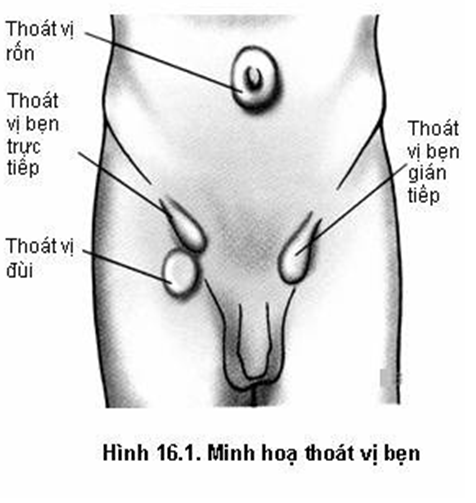 Thoát vị
rốn
Thoát
vị bẹn
trực
tiếp
Thoát
vị bẹn
gián
tiếp
Thoát vị
đùi
Hình 16.1. Minh hoạ thoát vị bẹn